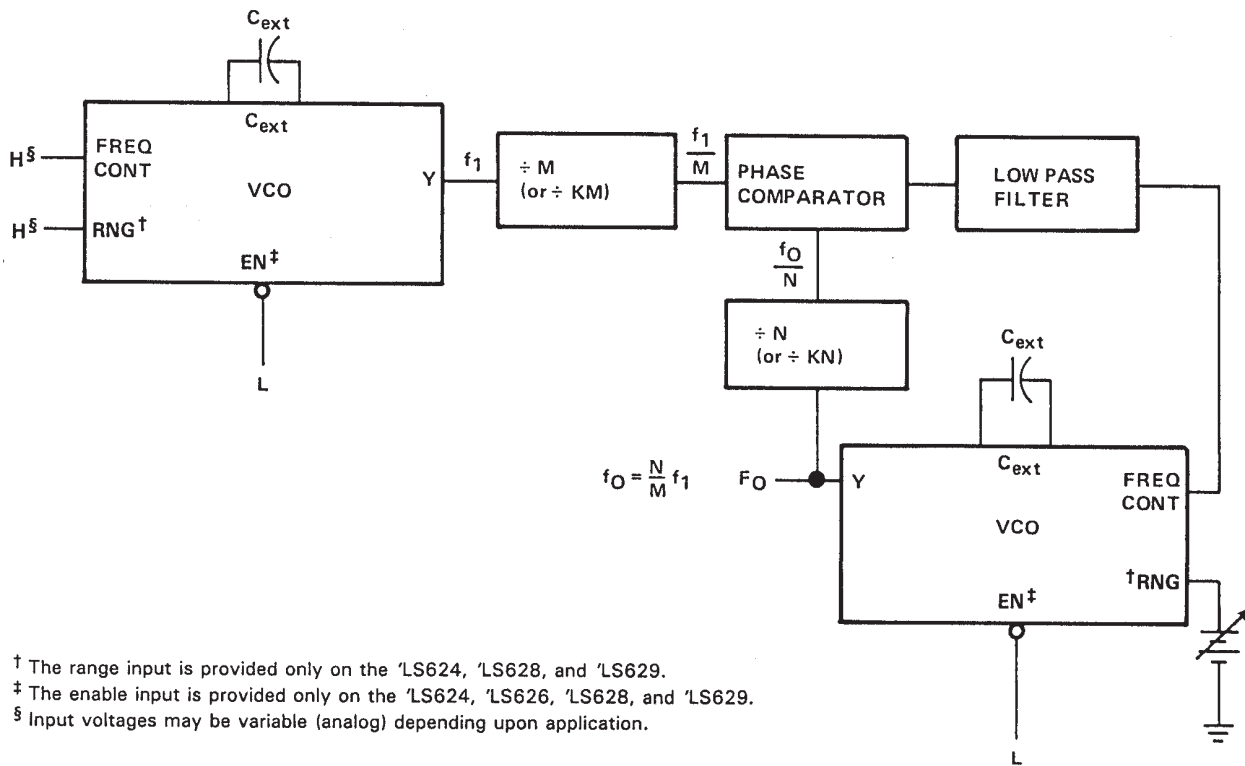 Cext
Cext
H§
FREQ
CONT
VCO
Y
H§
RNG†
EN‡
L
f1
÷ M
(or ÷ KM)
f1
M
PHASE
COMPARATOR
LOW PASS
FILTER
fO
N
÷ N
(or ÷ KN)
Cext
Cext
fO = N/M f1
FO
Y
FREQ
CONT
VCO
†RNG
EN‡
L
† The range input is provided only on the 'LS624, 'LS628, and 'LS629.
‡ The enable input is provided only on the 'LS624, 'LS626, 'LS628, and 'LS629.
§ Input voltages may be variable (analog) depending upon application.